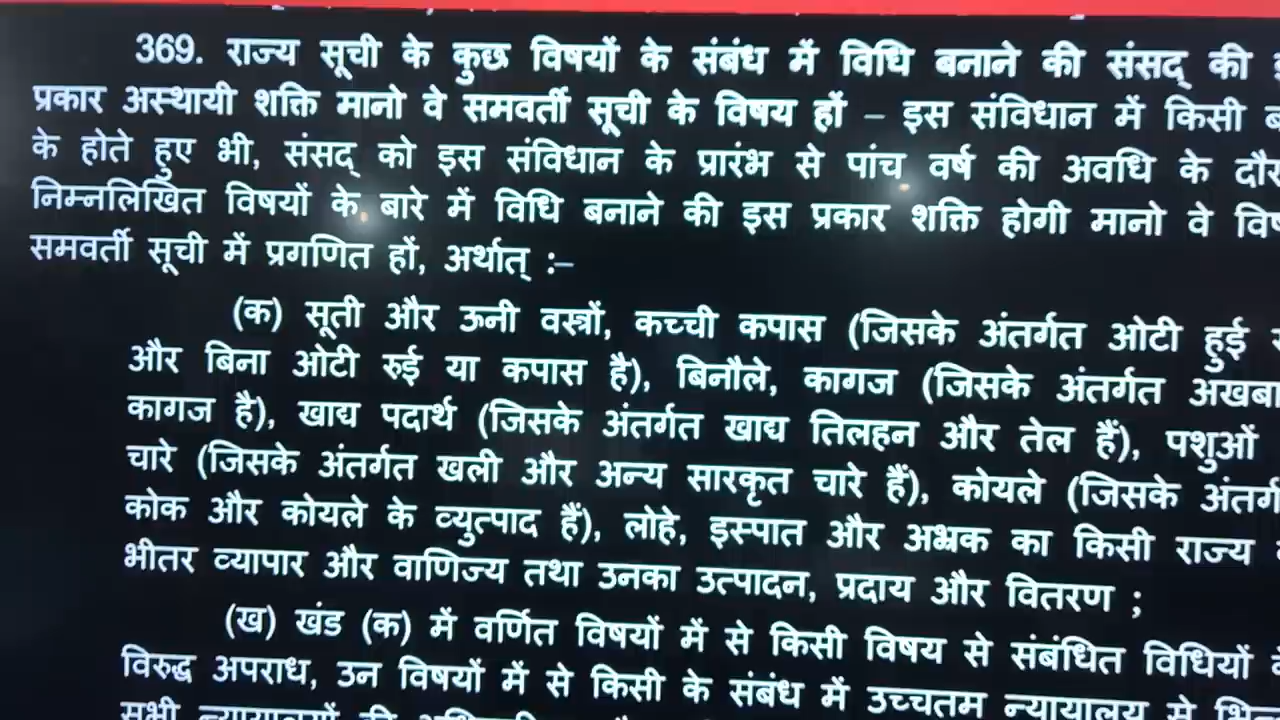 369. राज्य सूची के कुछ विषयों के संबंध में विधि बनाने की संसद् की
प्रकार अस्थायी शक्ति मानो वे समवर्ती सूची के विषय हों – इस संविधान में किसी
के होते हुए भी, संसद् को इस संविधान के प्रारंभ से पांच वर्ष की अवधि के
निम्नलिखित विषयों के बारे में विधि बनाने की इस प्रकार शक्ति होगी मानो वे
समवर्ती सूची में प्रगणित हों, अर्थात् :–
(क) सूती और ऊनी वस्त्रों, कच्ची कपास (जिसके अंतर्गत ओटी हुई
और बिना ओटी रुई या कपास है), बिनौले, कागज (जिसके अंतर्गत
कागज है), खाद्य पदार्थ (जिसके अंतर्गत खाद्य तिलहन और तेल हैं), पशुओं
चारे (जिसके अंतर्गत खली और अन्य सारकृत चारे हैं), कोयले (जिसके
कोक और कोयले के व्युत्पाद हैं), लोहे, इस्पात और अभ्रक का किसी राज्य
भीतर व्यापार और वाणिज्य तथा उनका उत्पादन, प्रदाय और वितरण ;
(ख) खंड (क) में वर्णित विषयों में से किसी विषय से संबंधित विधियों
विरुद्ध अपराध, उन विषयों में से किसी के संबंध में उच्चतम न्यायालय से